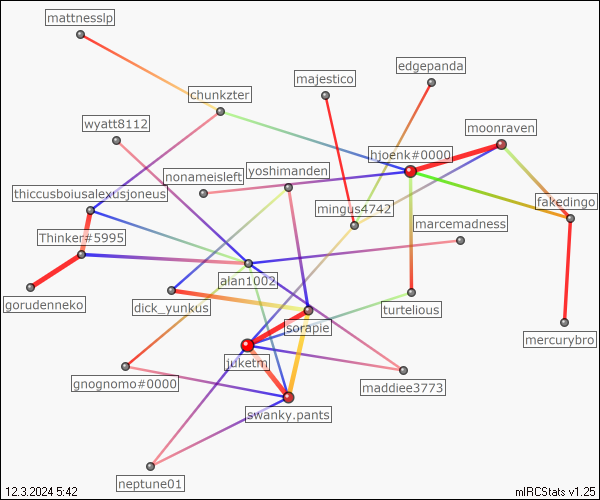 mattnesslp
edgepanda
majestico
chunkzter
wyatt8112
moonraven
hjoenk#0000
yoshimanden
nonameisleft
thiccusboiusalexusjoneus
fakedingo
mingus4742
marcemadness
Thinker#5995
alan1002
gorudenneko
dick_yunkus
turtelious
sorapie
mercurybro
juketm
gnognomo#0000
maddiee3773
swanky.pants
neptune01
12.3.2024 5:42
mIRCStats v1.25